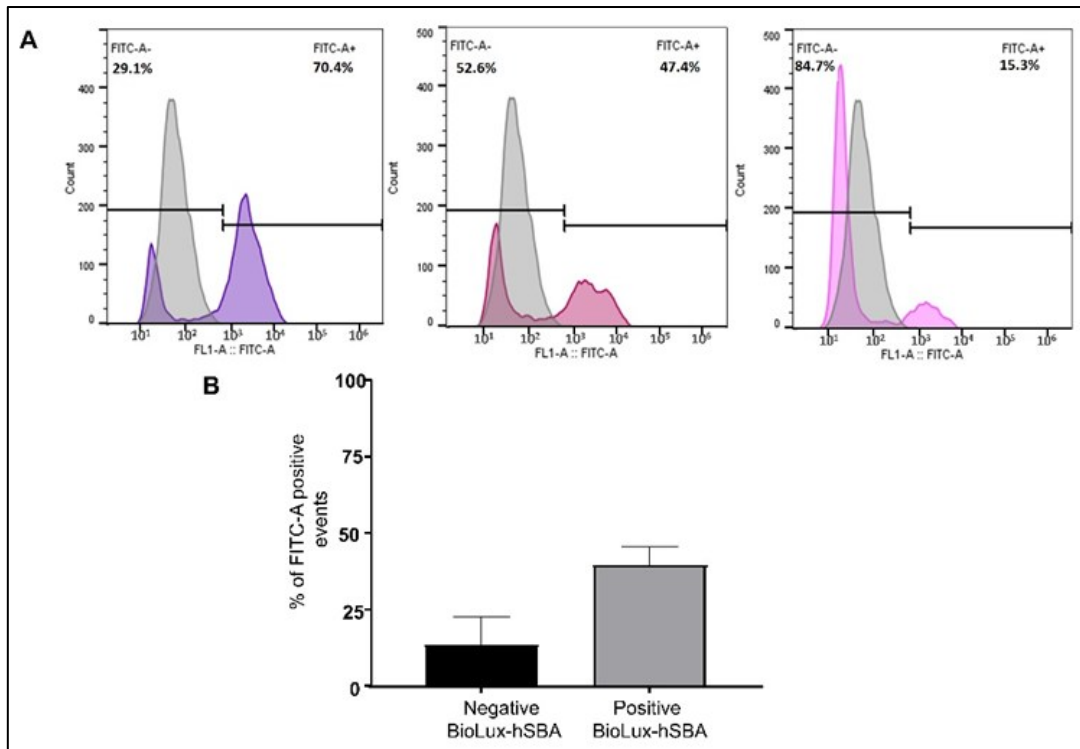 A
FITC-A-
29.1%
FITC-A+
70.4%
400
300
200
100
0
Count
10¹ 10² 10³ 10⁴ 10⁵ 10⁶
FL1-A :: FITC-A
500
FITC-A-
52.6%
FITC-A+
47.4%
400
300
200
100
0
Count
10¹ 10² 10³ 10⁴ 10⁵ 10⁶
FL1-A :: FITC-A
500
FITC-A-
84.7%
FITC-A+
15.3%
400
300
200
100
0
Count
10¹ 10² 10³ 10⁴ 10⁵ 10⁶
FL1-A :: FITC-A
B
100
75
50
25
0
% of FITC-A positive
events
Negative
BioLux-hSBA
Positive
BioLux-hSBA